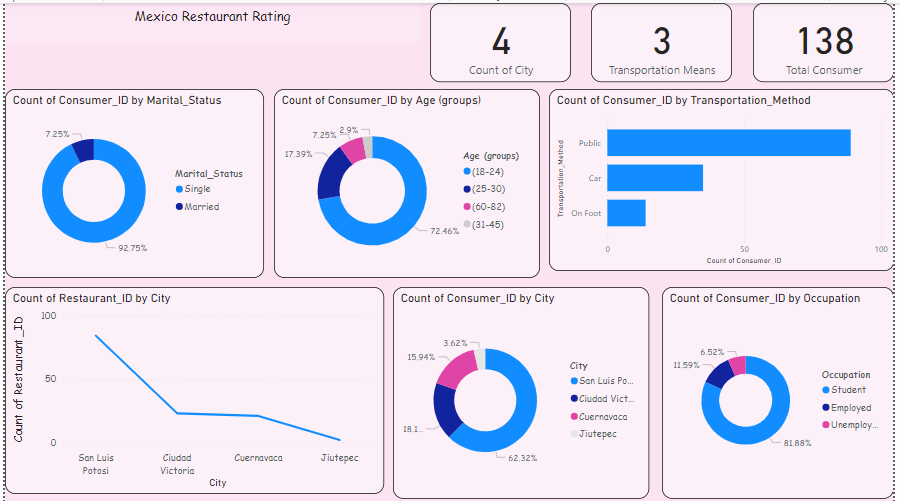 Mexico Restaurant Rating
4
Count of City
3
Transportation Means
138
Total Consumer
Count of Consumer_ID by Marital_Status
7.25%
92.75%
Marital_Status
Single
Married
Count of Consumer_ID by Age (groups)
2.9%
7.25%
17.39%
72.46%
Age (groups)
(18-24)
(25-30)
(60-82)
(31-45)
Count of Consumer_ID by Transportation_Method
Transportation_Method
Public
Car
On Foot
0
50
100
Count of Consumer_ID
Count of Restaurant_ID by City
Count of Restaurant_ID
100
50
0
San Luis
Potosi
Ciudad
Victoria
Cuernavaca
Jiutepec
City
Count of Consumer_ID by City
3.62%
15.94%
18.1...
62.32%
City
San Luis Po...
Ciudad Vict...
Cuernavaca
Jiutepec
Count of Consumer_ID by Occupation
6.52%
11.59%
81.88%
Occupation
Student
Employed
Unemploy...